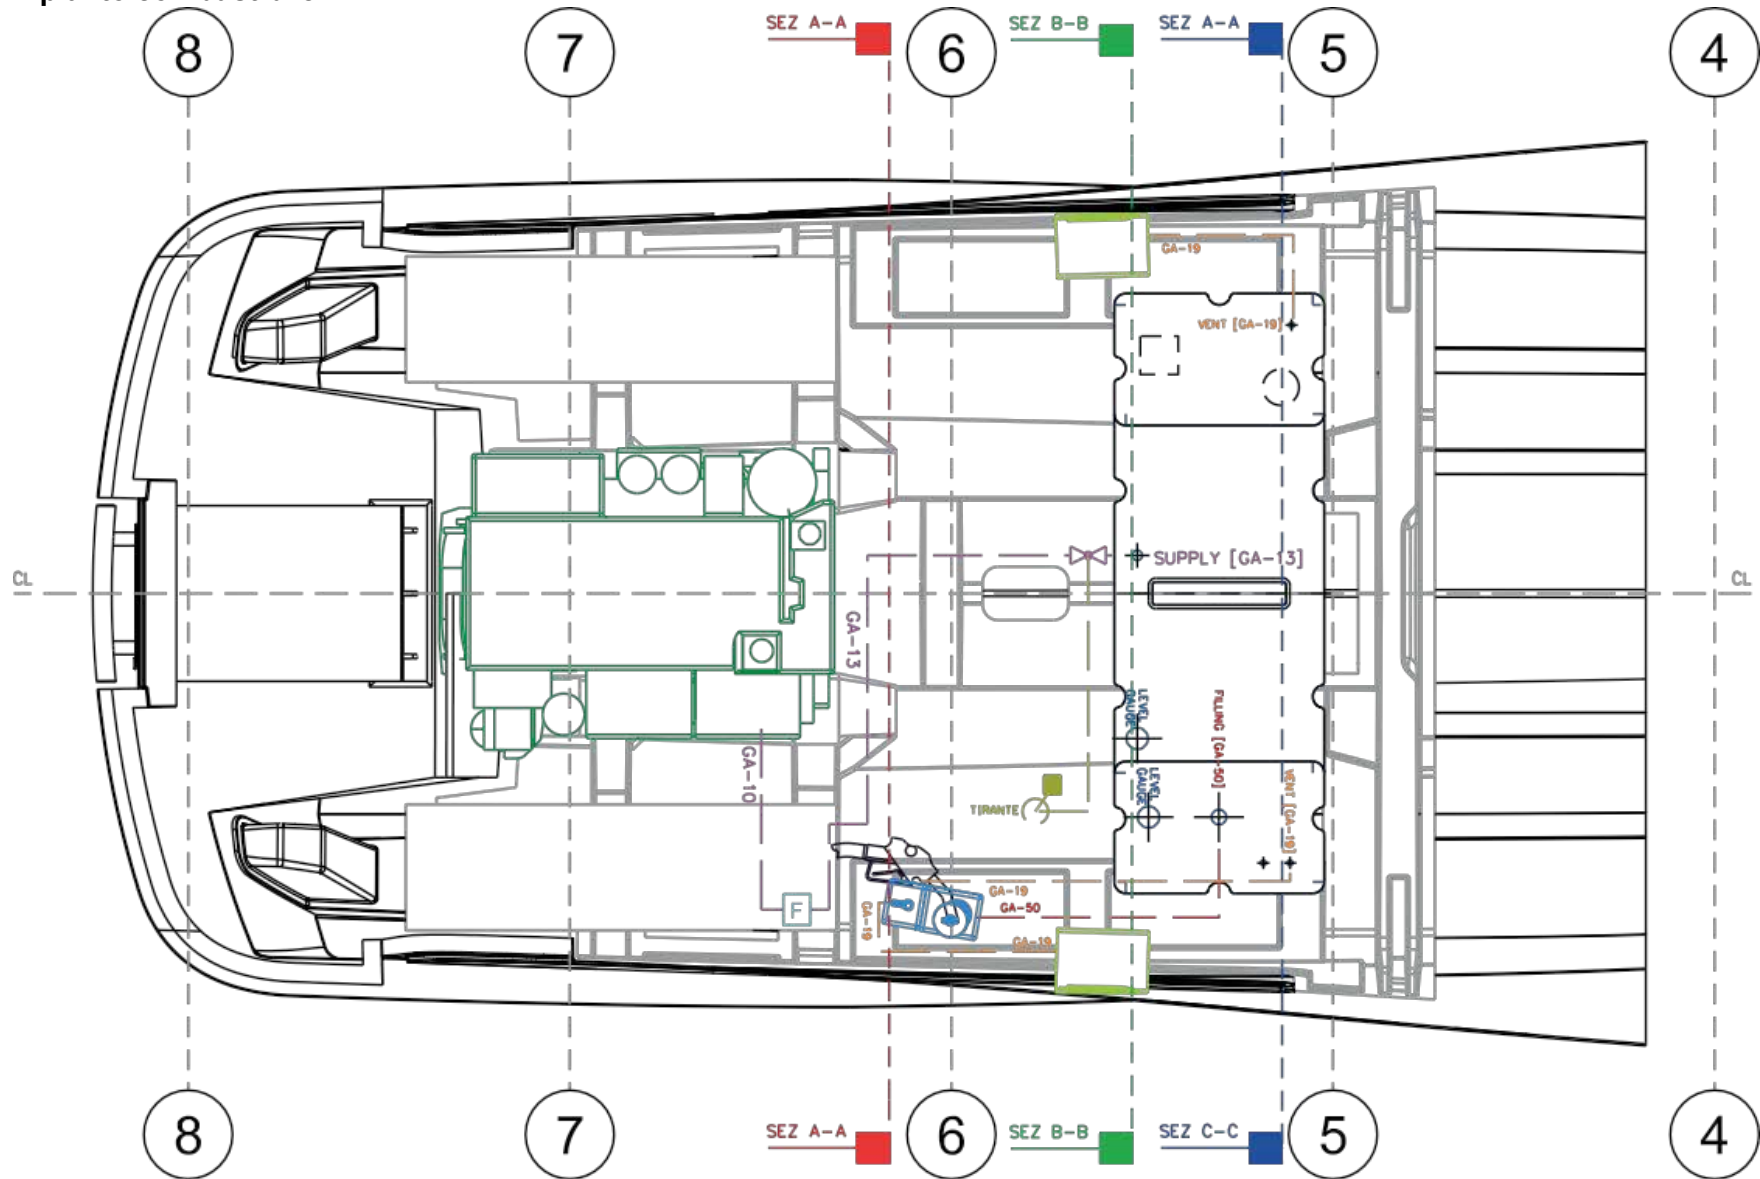 8
7
SEZ A-A
6
SEZ B-B
SEZ A-A
5
4
GA-19
VENT [GA-19]
SUPPLY [GA-13]
CL
CL
GA-13
LEVEL
GAUGE
FILLING [GA-50]
GA-10
LEVEL
GAUGE
VENT [GA-19]
TIRANTE
GA-19
GA-50
GA-19
GA-19
F
8
7
SEZ A-A
6
SEZ B-B
SEZ C-C
5
4